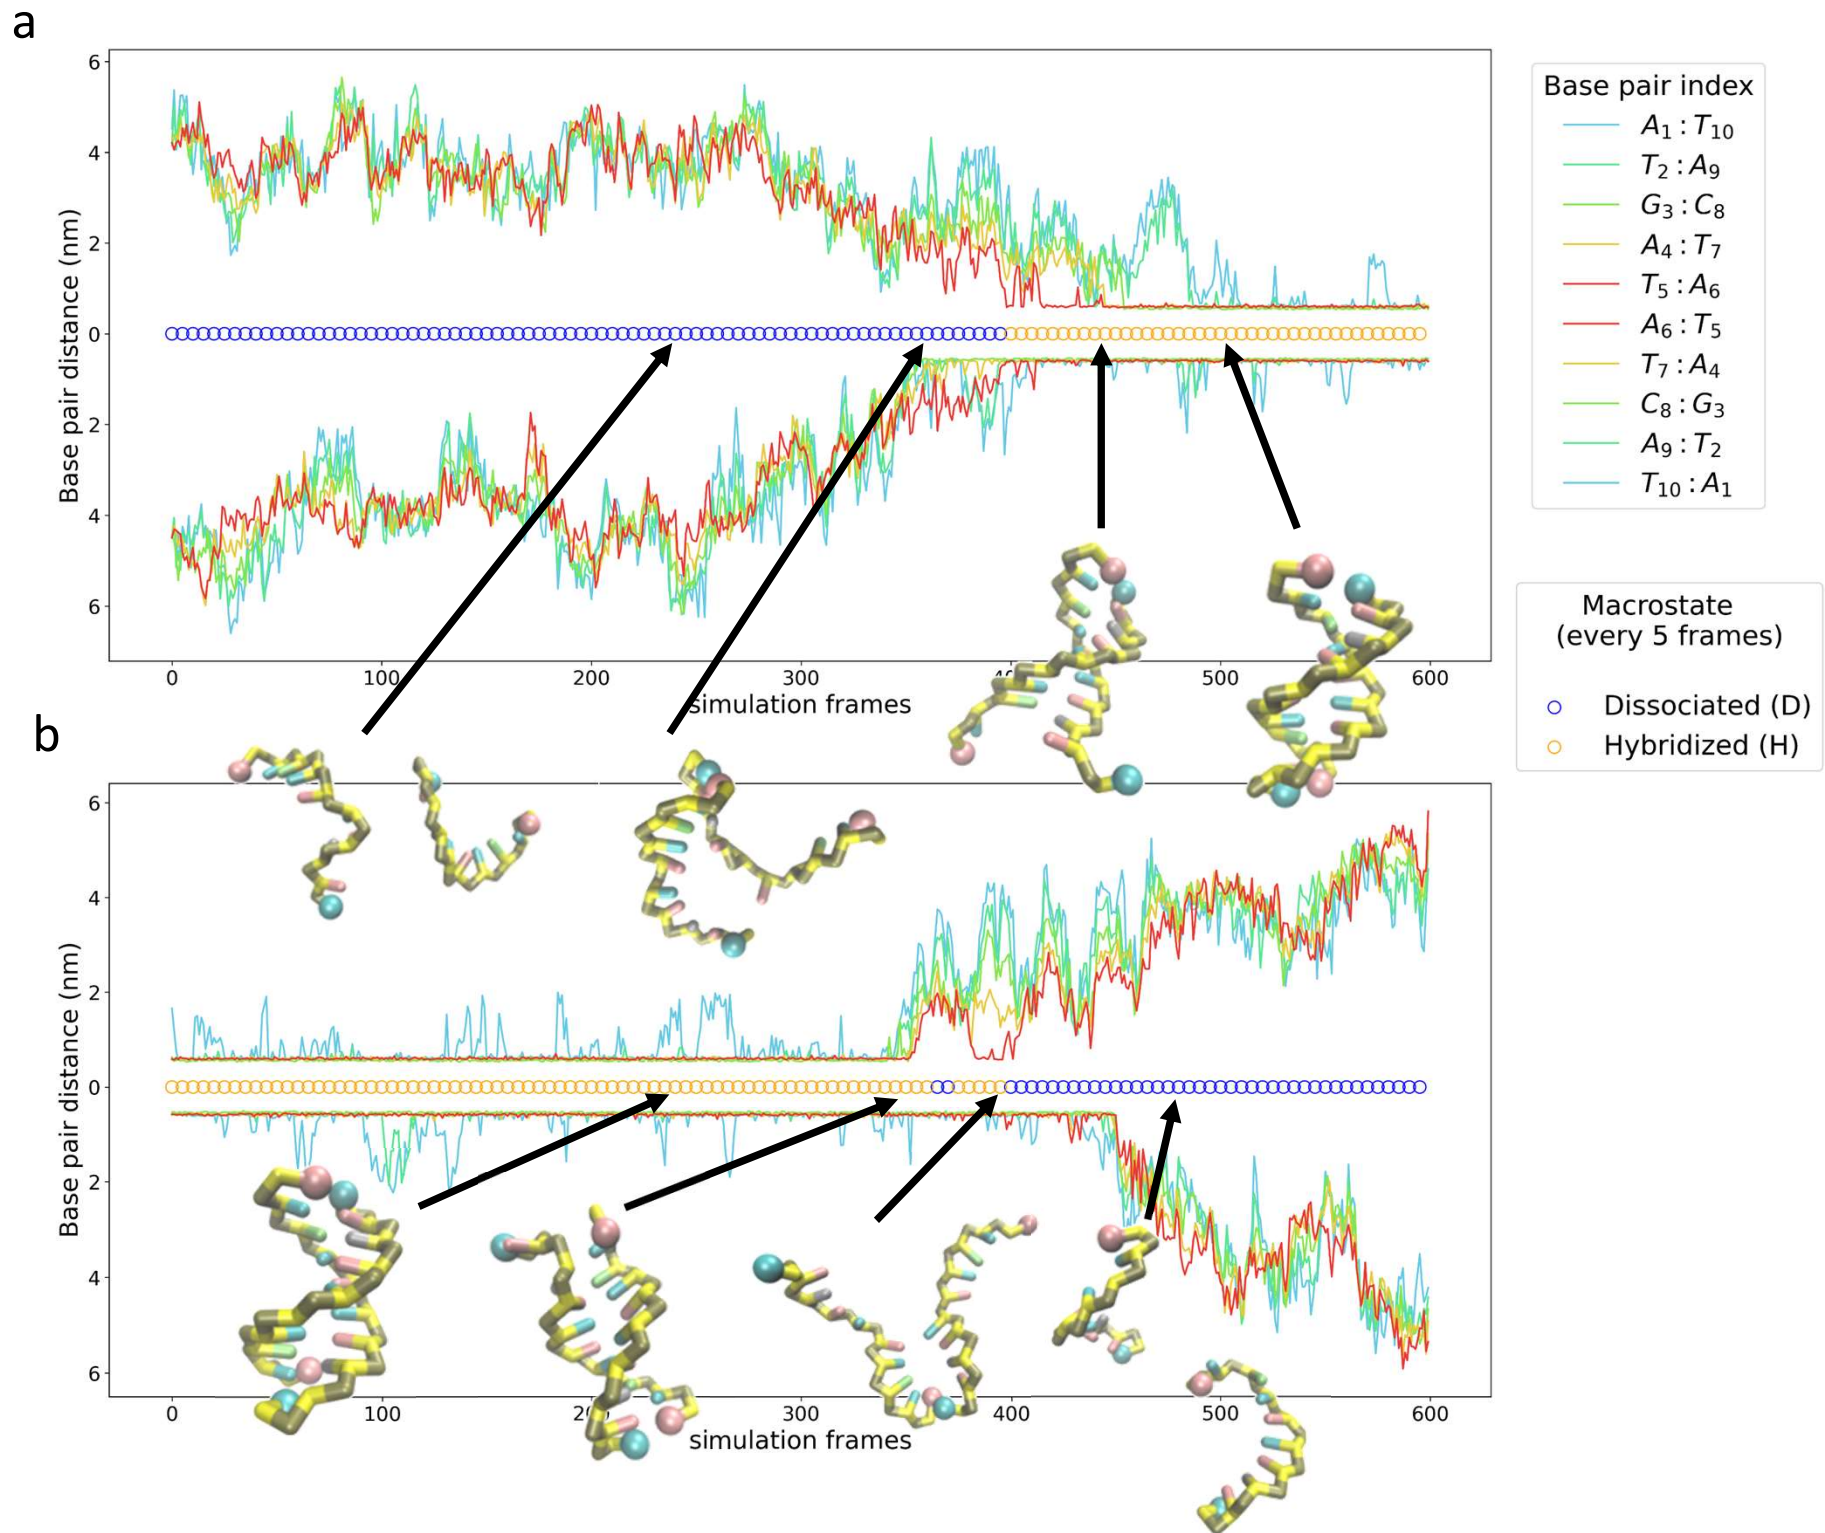 a
6
4
2
0
2
4
6
Base pair distance (nm)
0
100
200
300
500
600
simulation frames
Base pair index
A1 : T10
T2 : A9
G3 : C8
A4 : T7
T5 : A6
A6 : T5
T7 : A4
C8 : G3
A9 : T2
T10 : A1
Macrostate
(every 5 frames)
Dissociated (D)
Hybridized (H)
b
6
4
2
0
2
4
6
Base pair distance (nm)
0
100
300
400
500
600
simulation frames